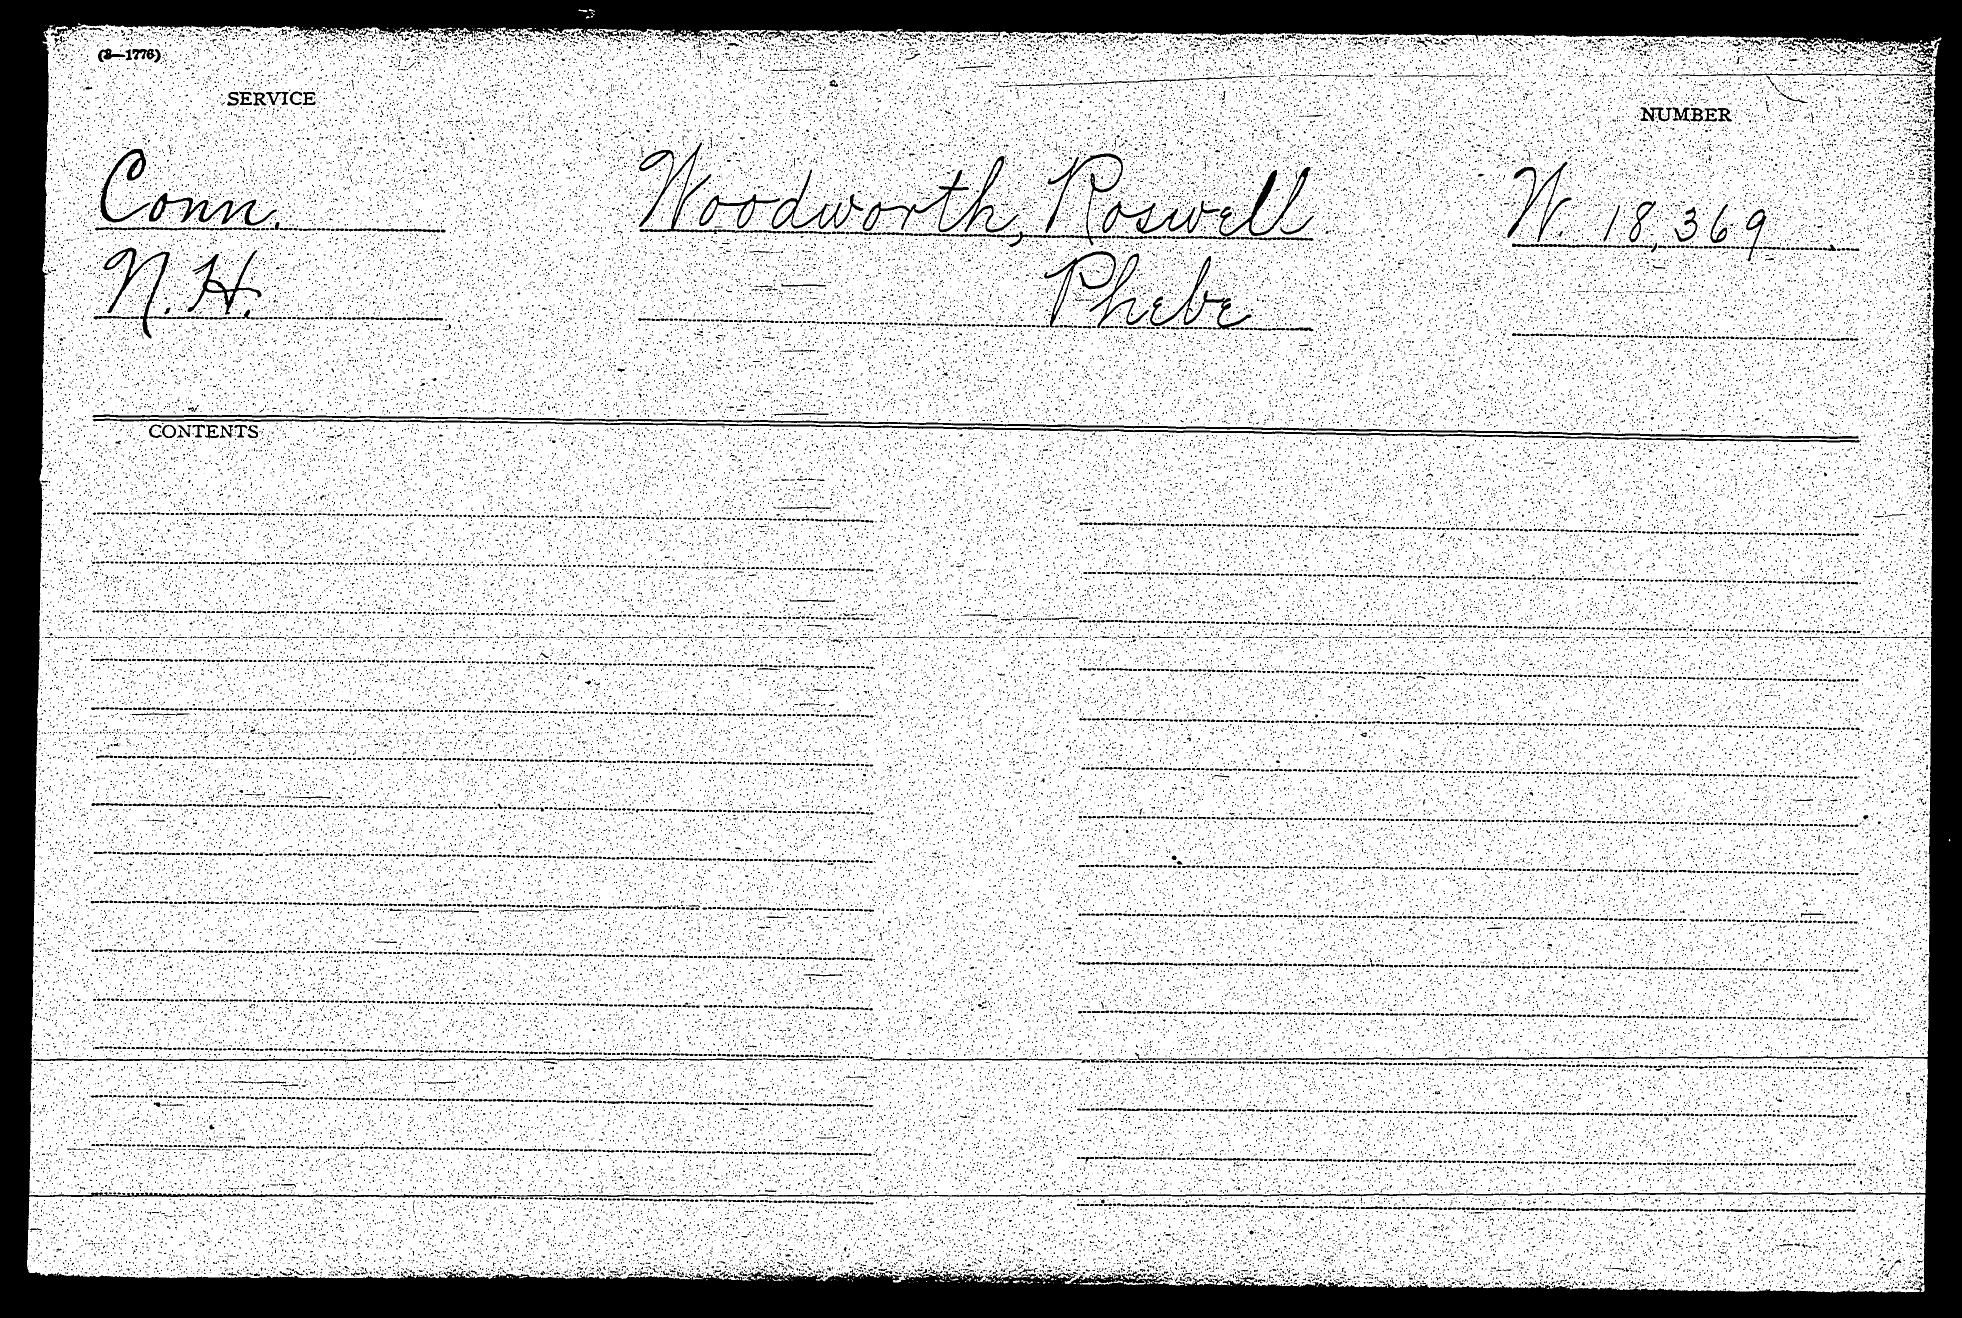 (3—1776)
SERVICE
NUMBER
Conn. Woodworth, Roswell W. 18,369
N.H. Phebe
CONTENTS